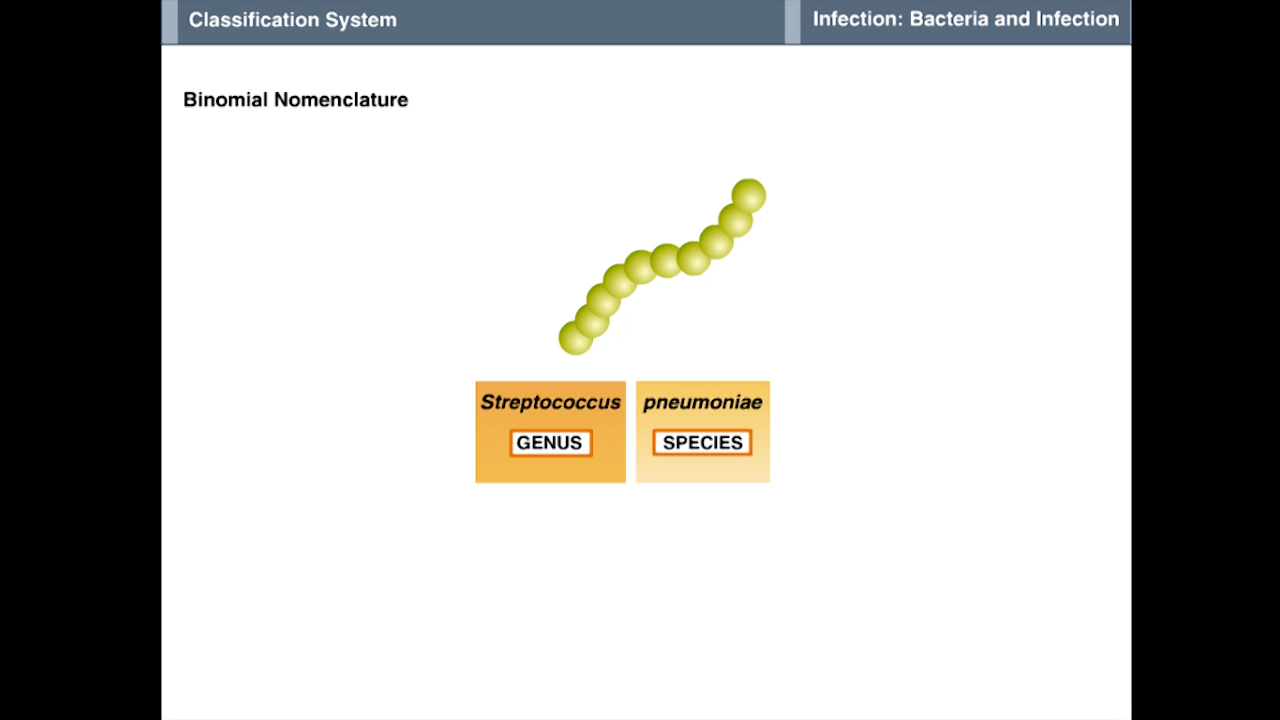 Classification System
Infection: Bacteria and Infection
Binomial Nomenclature
Streptococcus
pneumoniae
GENUS
SPECIES